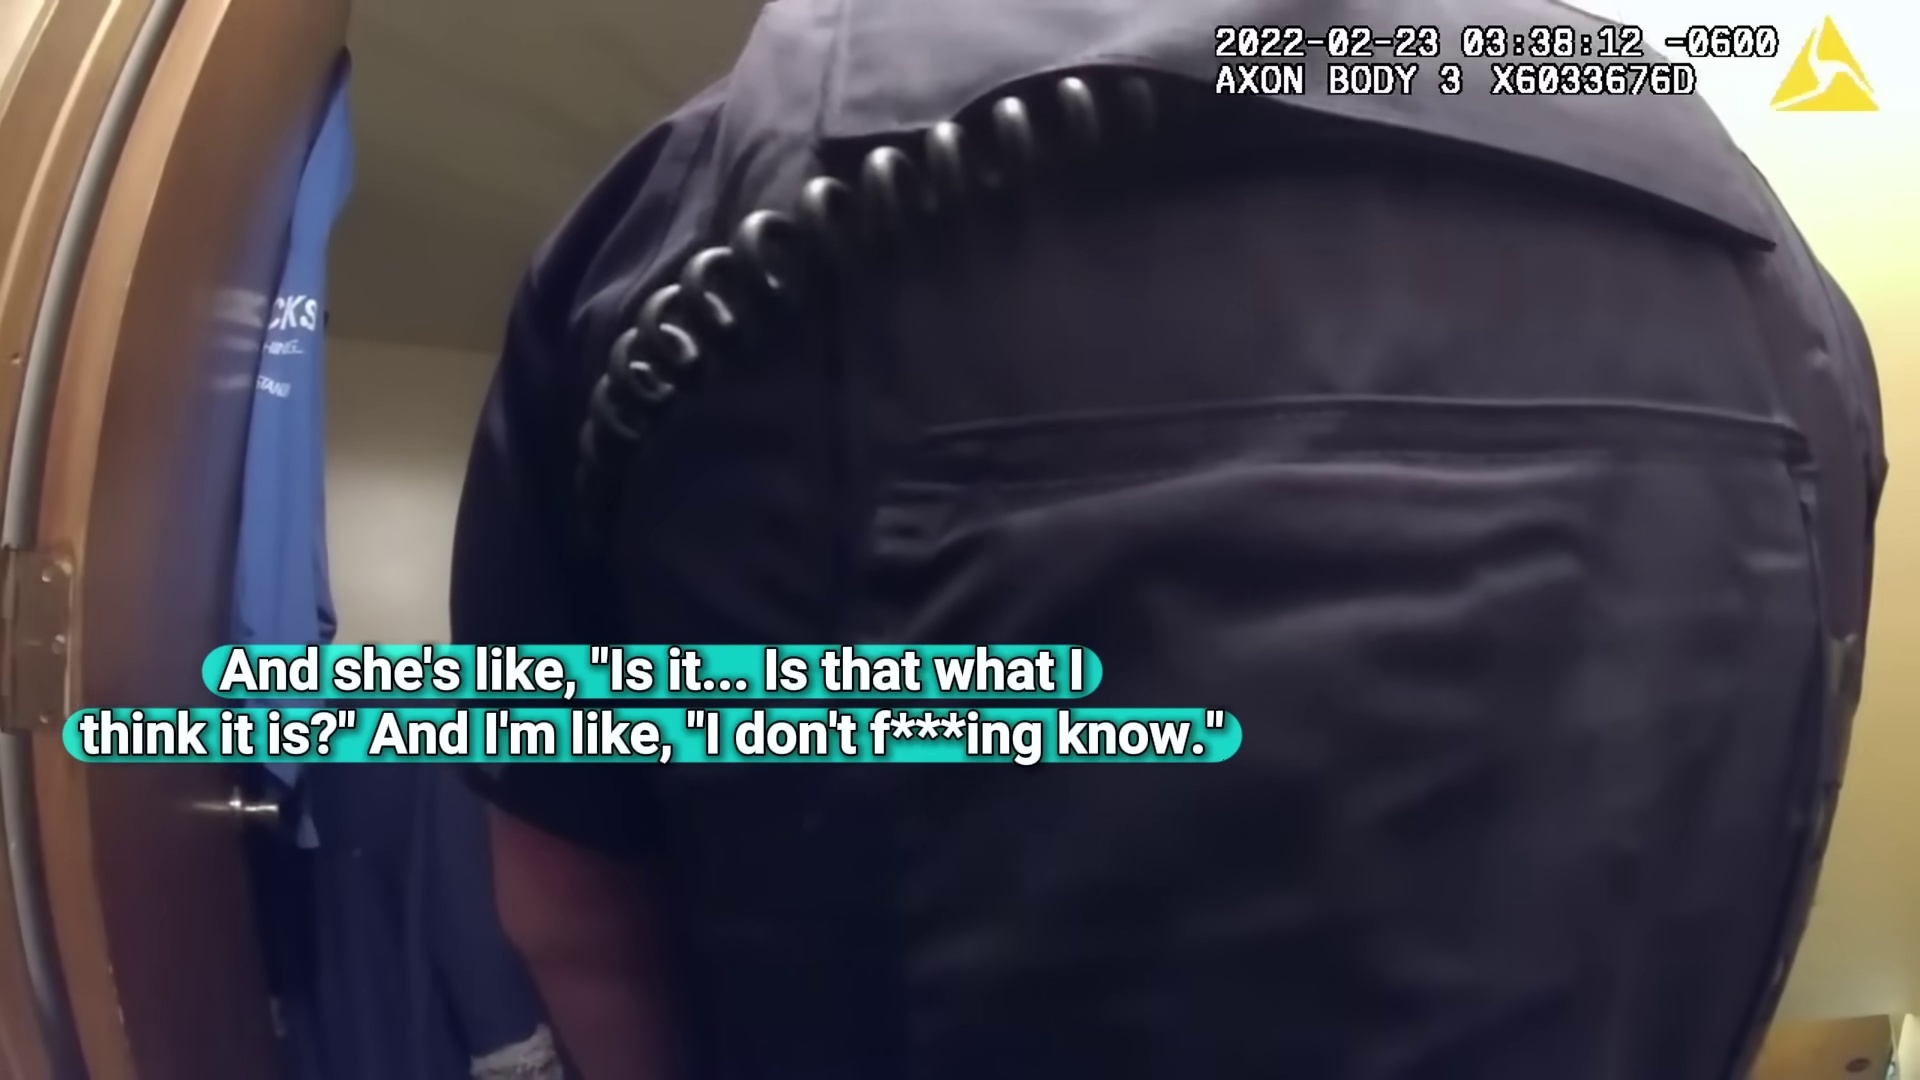 2022-02-23 03:38:12 -0600
AXON BODY 3 X6033676D
CKS
And she's like, "Is it... Is that what I
think it is?" And I'm like, "I don't f***ing know."